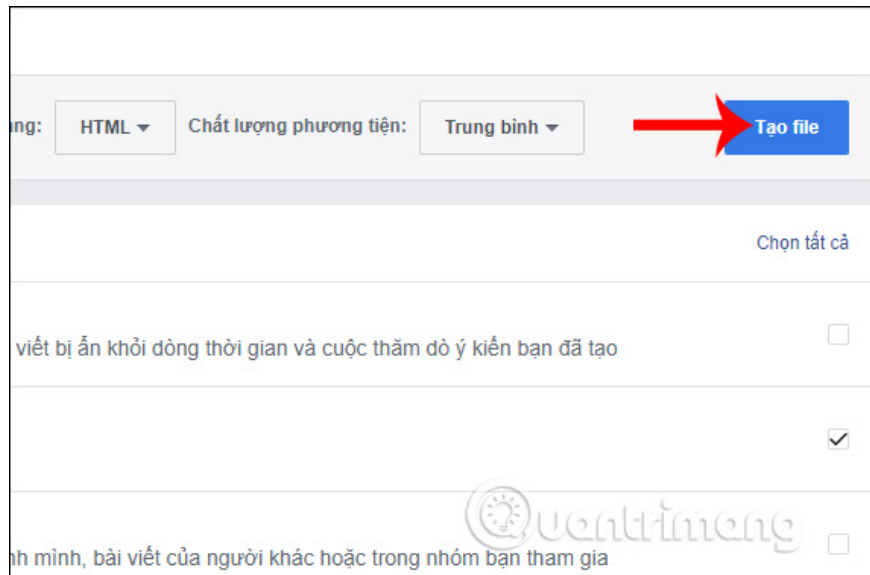 ạng: HTML Chất lượng phương tiện: Trung bình Tạo file
Chọn tất cả
viết bị ẩn khỏi dòng thời gian và cuộc thăm dò ý kiến bạn đã tạo
Quantrimang
nh mình, bài viết của người khác hoặc trong nhóm bạn tham gia